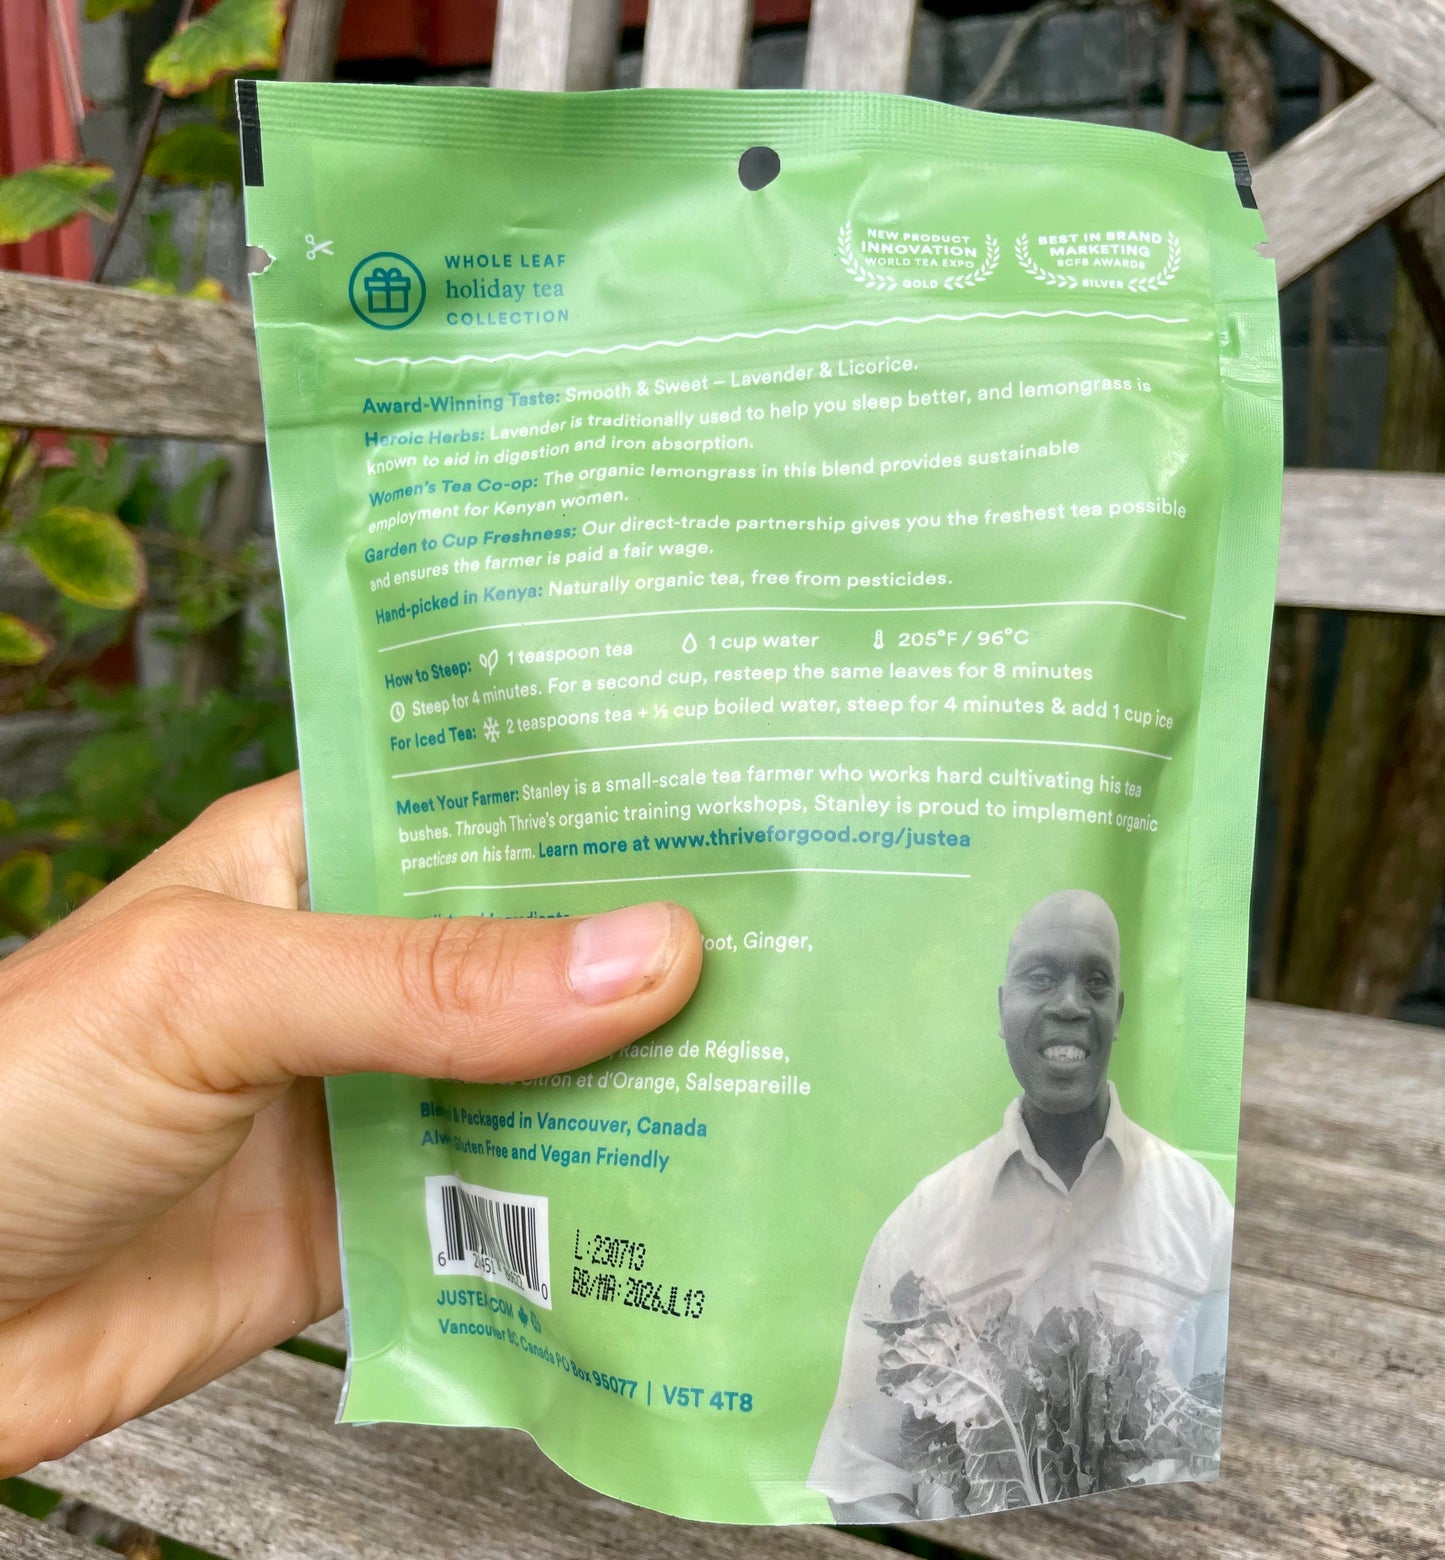 WHOLE LEAF
holiday tea
COLLECTION
NEW PRODUCT
INNOVATION
WORLD TEA EXPO
GOLD
BEST IN BRAND
MARKETING
BCFB AWARDS
SILVER
Award-Winning Taste: Smooth & Sweet – Lavender & Licorice.
Heroic Herbs: Lavender is traditionally used to help you sleep better, and lemongrass is
known to aid in digestion and iron absorption.
Women's Tea Co-op: The organic lemongrass in this blend provides sustainable
employment for Kenyan women.
Garden to Cup Freshness: Our direct-trade partnership gives you the freshest tea possible
and ensures the farmer is paid a fair wage.
Hand-picked in Kenya: Naturally organic tea, free from pesticides.
How to Steep: 1 teaspoon tea 1 cup water 205°F / 96°C
Steep for 4 minutes. For a second cup, resteep the same leaves for 8 minutes
For Iced Tea: 2 teaspoons tea + ½ cup boiled water, steep for 4 minutes & add 1 cup ice
Meet Your Farmer: Stanley is a small-scale tea farmer who works hard cultivating his tea
bushes. Through Thrive's organic training workshops, Stanley is proud to implement organic
practices on his farm. Learn more at www.thriveforgood.org/justea
Ginger,
Racine de Réglisse,
Citron et d'Orange, Salsepareille
& Packaged in Vancouver, Canada
Gluten Free and Vegan Friendly
L:230713
BB/MA:2026JL13
JUSTEA.COM
Vancouver BC Canada PO Box 95077 | V5T 4T8